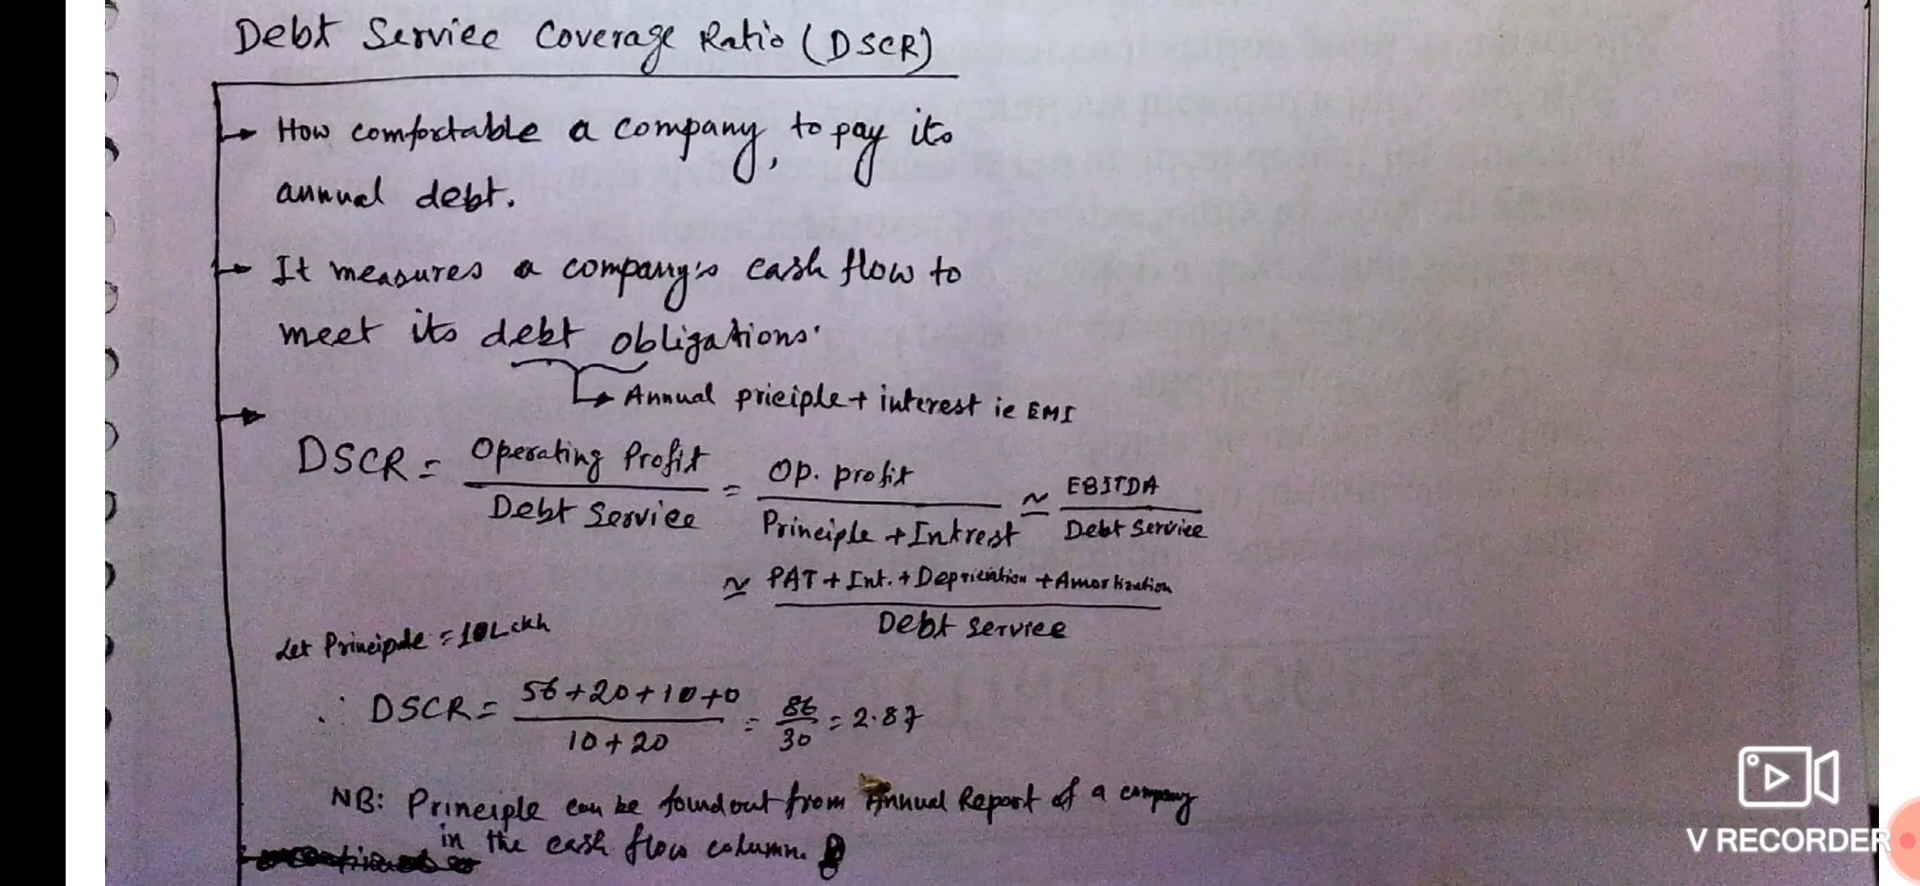 Debt Service Coverage Ratio (DSCR)
How comfortable a company, to pay its
annual debt.
It measures a company's cash flow to
meet its debt obligations.
Annual priciple + interest ie EMI
DSCR = Operating Profit / Debt Service = Op. profit / Principle + Intrest ≃ EBITDA / Debt Service
≃ PAT + Int. + Depriciation + Amortization / Debt Service
Let Principle = 10 Lakh
∴ DSCR = 56+20+10+0 / 10+20 = 86/30 = 2.87
NB: Principle can be found out from Annual Report of a company
in the cash flow column.
V RECORDER